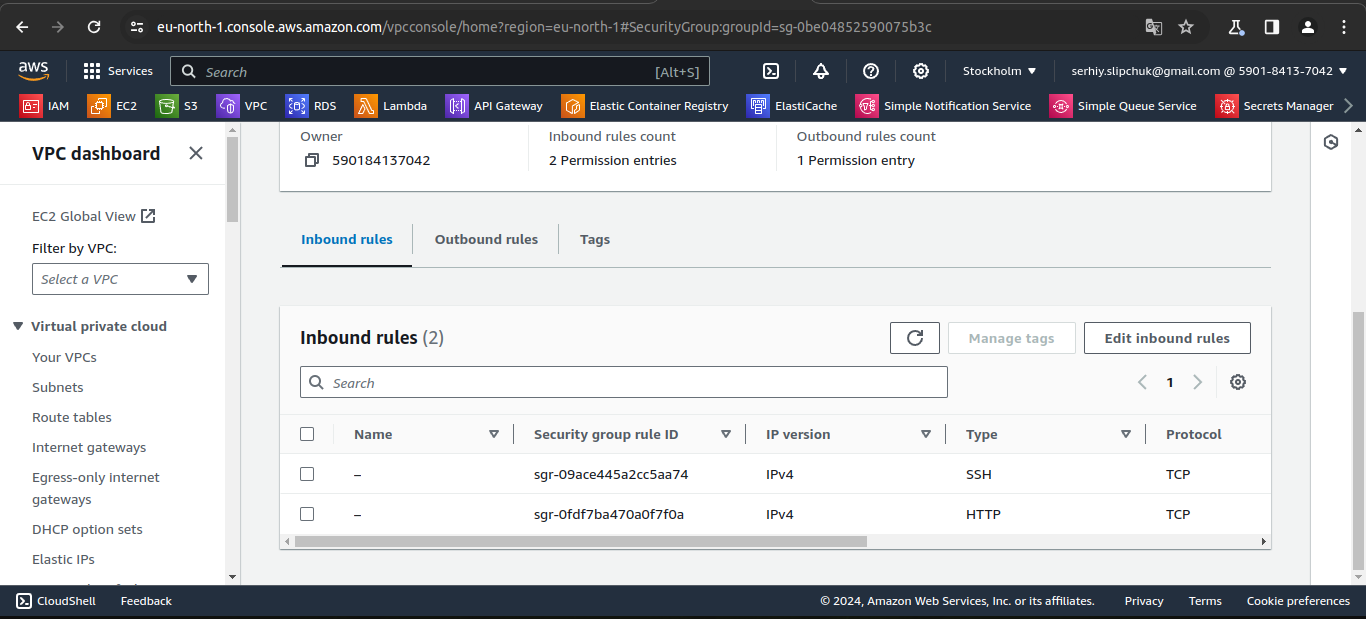 eu-north-1.console.aws.amazon.com/vpcconsole/home?region=eu-north-1#SecurityGroup:groupId=sg-0be04852590075b3c
aws
Services
Search
[Alt+S]
Stockholm
serhiy.slipchuk@gmail.com @ 5901-8413-7042
IAM
EC2
S3
VPC
RDS
Lambda
API Gateway
Elastic Container Registry
ElastiCache
Simple Notification Service
Simple Queue Service
Secrets Manager
VPC dashboard
EC2 Global View
Filter by VPC:
Select a VPC
Virtual private cloud
Your VPCs
Subnets
Route tables
Internet gateways
Egress-only internet
gateways
DHCP option sets
Elastic IPs
Owner
590184137042
Inbound rules count
2 Permission entries
Outbound rules count
1 Permission entry
Inbound rules
Outbound rules
Tags
Inbound rules (2)
Manage tags
Edit inbound rules
Search
1
Name
Security group rule ID
IP version
Type
Protocol
– sgr-09ace445a2cc5aa74 IPv4 SSH TCP
– sgr-0fdf7ba470a0f7f0a IPv4 HTTP TCP
CloudShell
Feedback
© 2024, Amazon Web Services, Inc. or its affiliates.
Privacy
Terms
Cookie preferences